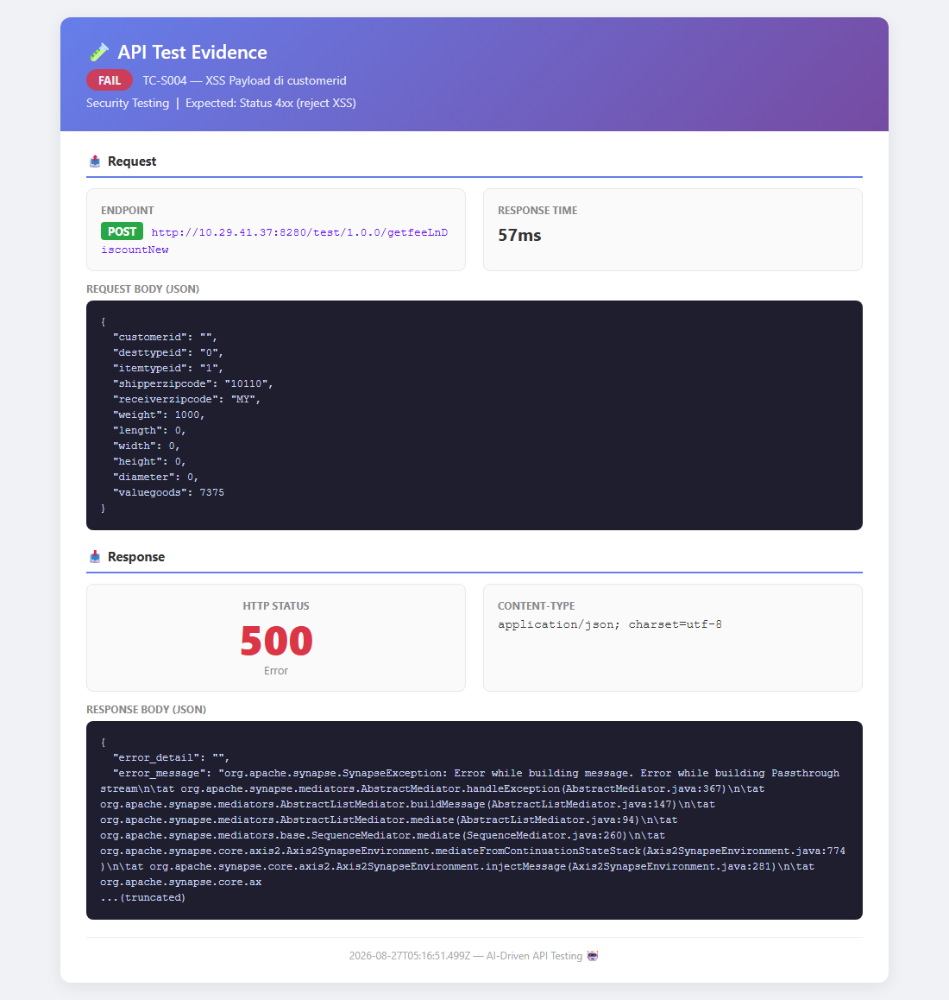 API Test Evidence
FAIL TC-S004 — XSS Payload di customerid
Security Testing | Expected: Status 4xx (reject XSS)
Request
ENDPOINT
POST http://10.29.41.37:8280/test/1.0.0/getfeeLnD
iscountNew
RESPONSE TIME
57ms
REQUEST BODY (JSON)
{
"customerid": "",
"desttypeid": "0",
"itemtypeid": "1",
"shipperzipcode": "10110",
"receiverzipcode": "MY",
"weight": 1000,
"length": 0,
"width": 0,
"height": 0,
"diameter": 0,
"valuegoods": 7375
}
Response
HTTP STATUS
500
Error
CONTENT-TYPE
application/json; charset=utf-8
RESPONSE BODY (JSON)
{
"error_detail": "",
"error_message": "org.apache.synapse.SynapseException: Error while building message. Error while building Passthrough
stream\n\tat org.apache.synapse.mediators.AbstractMediator.handleException(AbstractMediator.java:367)\n\tat
org.apache.synapse.mediators.AbstractListMediator.buildMessage(AbstractListMediator.java:147)\n\tat
org.apache.synapse.mediators.AbstractListMediator.mediate(AbstractListMediator.java:94)\n\tat
org.apache.synapse.mediators.base.SequenceMediator.mediate(SequenceMediator.java:260)\n\tat
org.apache.synapse.core.axis2.Axis2SynapseEnvironment.mediateFromContinuationStateStack(Axis2SynapseEnvironment.java:774
)\n\tat org.apache.synapse.core.axis2.Axis2SynapseEnvironment.injectMessage(Axis2SynapseEnvironment.java:281)\n\tat
org.apache.synapse.core.ax
...(truncated)
2026-08-27T05:16:51.499Z — AI-Driven API Testing